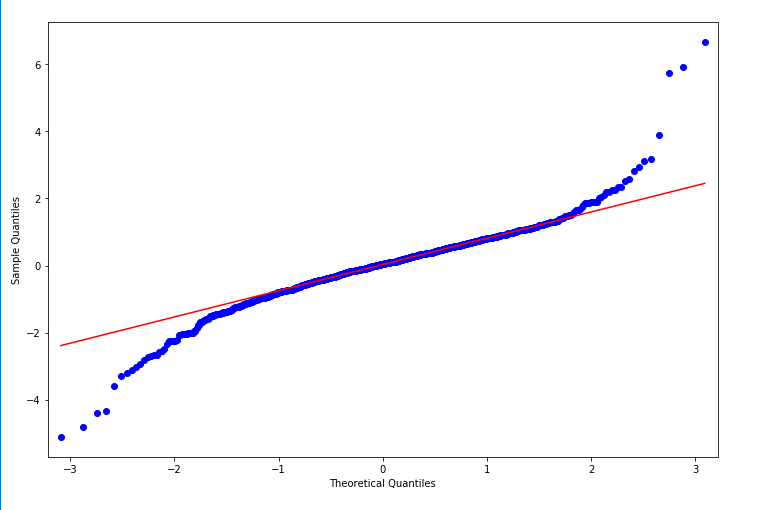 6
4
2
0
−2
−4
Sample Quantiles
−3 −2 −1 0 1 2 3
Theoretical Quantiles